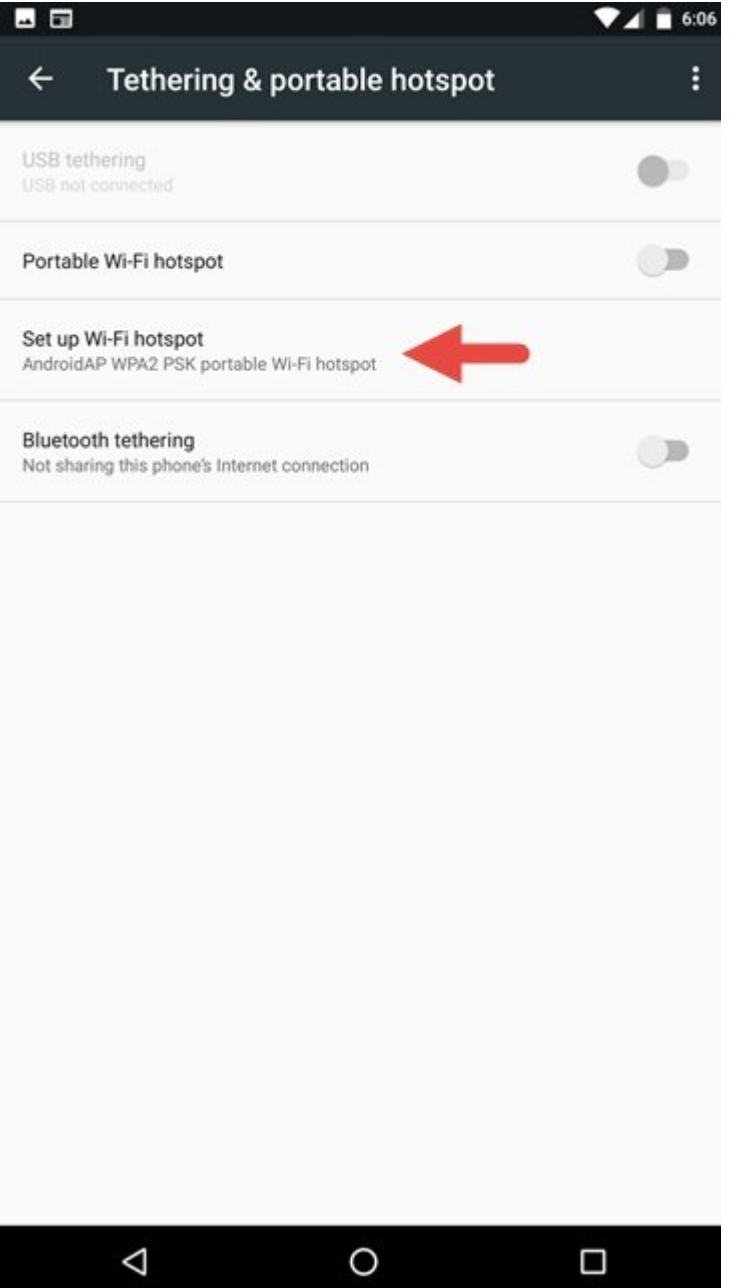 6:06
Tethering & portable hotspot
USB tethering
USB not connected
Portable Wi-Fi hotspot
Set up Wi-Fi hotspot
AndroidAP WPA2 PSK portable Wi-Fi hotspot
Bluetooth tethering
Not sharing this phone's Internet connection